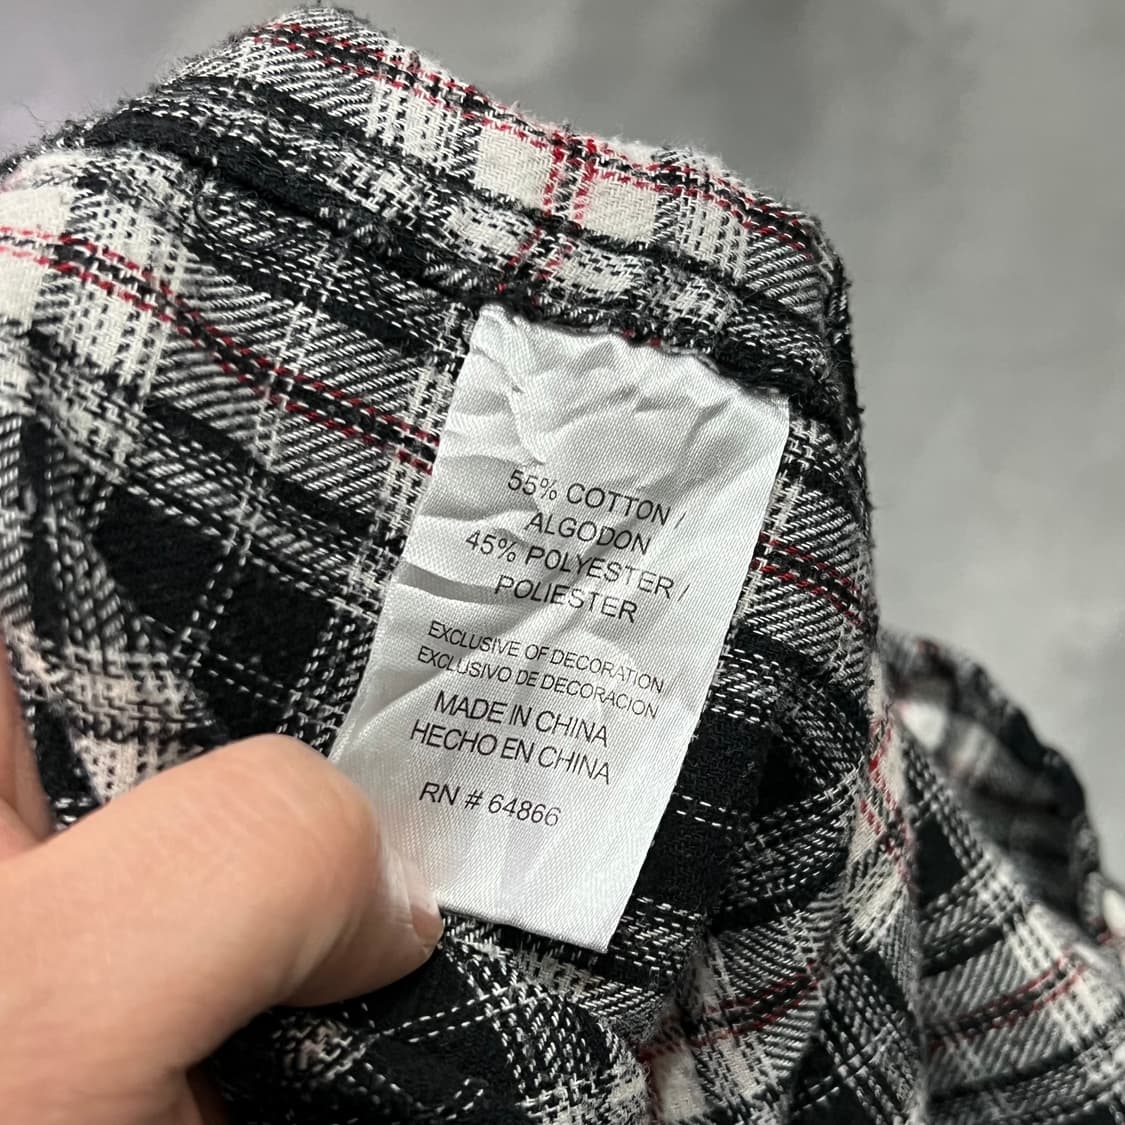 55% COTTON /
ALGODON
45% POLYESTER /
POLIESTER
EXCLUSIVE OF DECORATION
EXCLUSIVO DE DECORACION
MADE IN CHINA
HECHO EN CHINA
RN # 64866